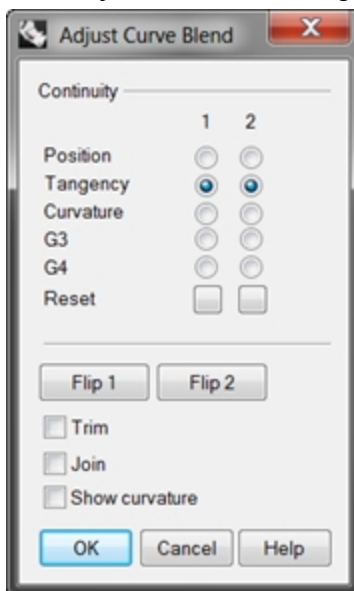 Adjust Curve Blend
Continuity
1 2
Position
Tangency
Curvature
G3
G4
Reset
Flip 1 Flip 2
Trim
Join
Show curvature
OK Cancel Help